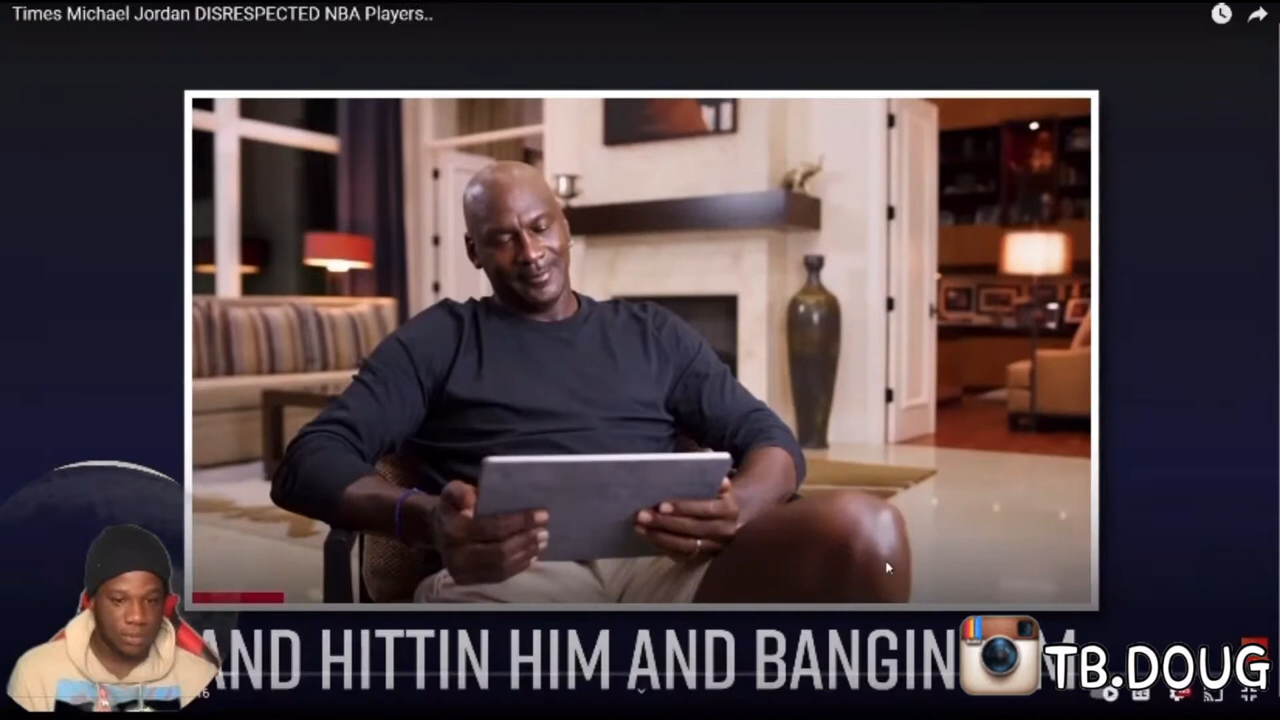 Times Michael Jordan DISRESPECTED NBA Players..
AND HITTIN HIM AND BANGIN
TB.DOUG